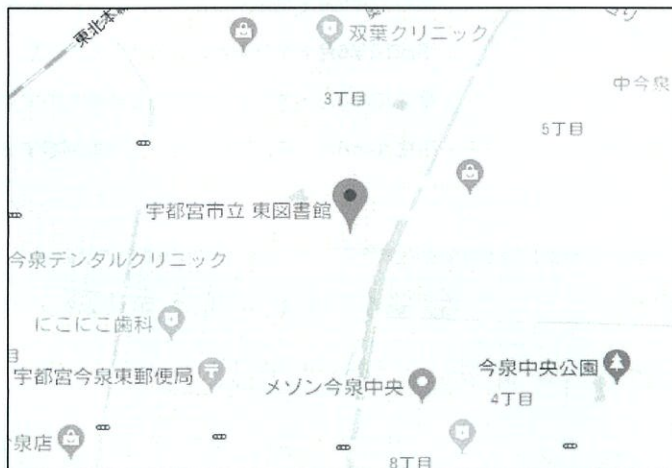 東北本線
双葉クリニック
3丁目
中今泉
5丁目
宇都宮市立 東図書館
今泉デンタルクリニック
にこにこ歯科
目
宇都宮今泉東郵便局
メゾン今泉中央
今泉中央公園
4丁目
泉店
8丁目